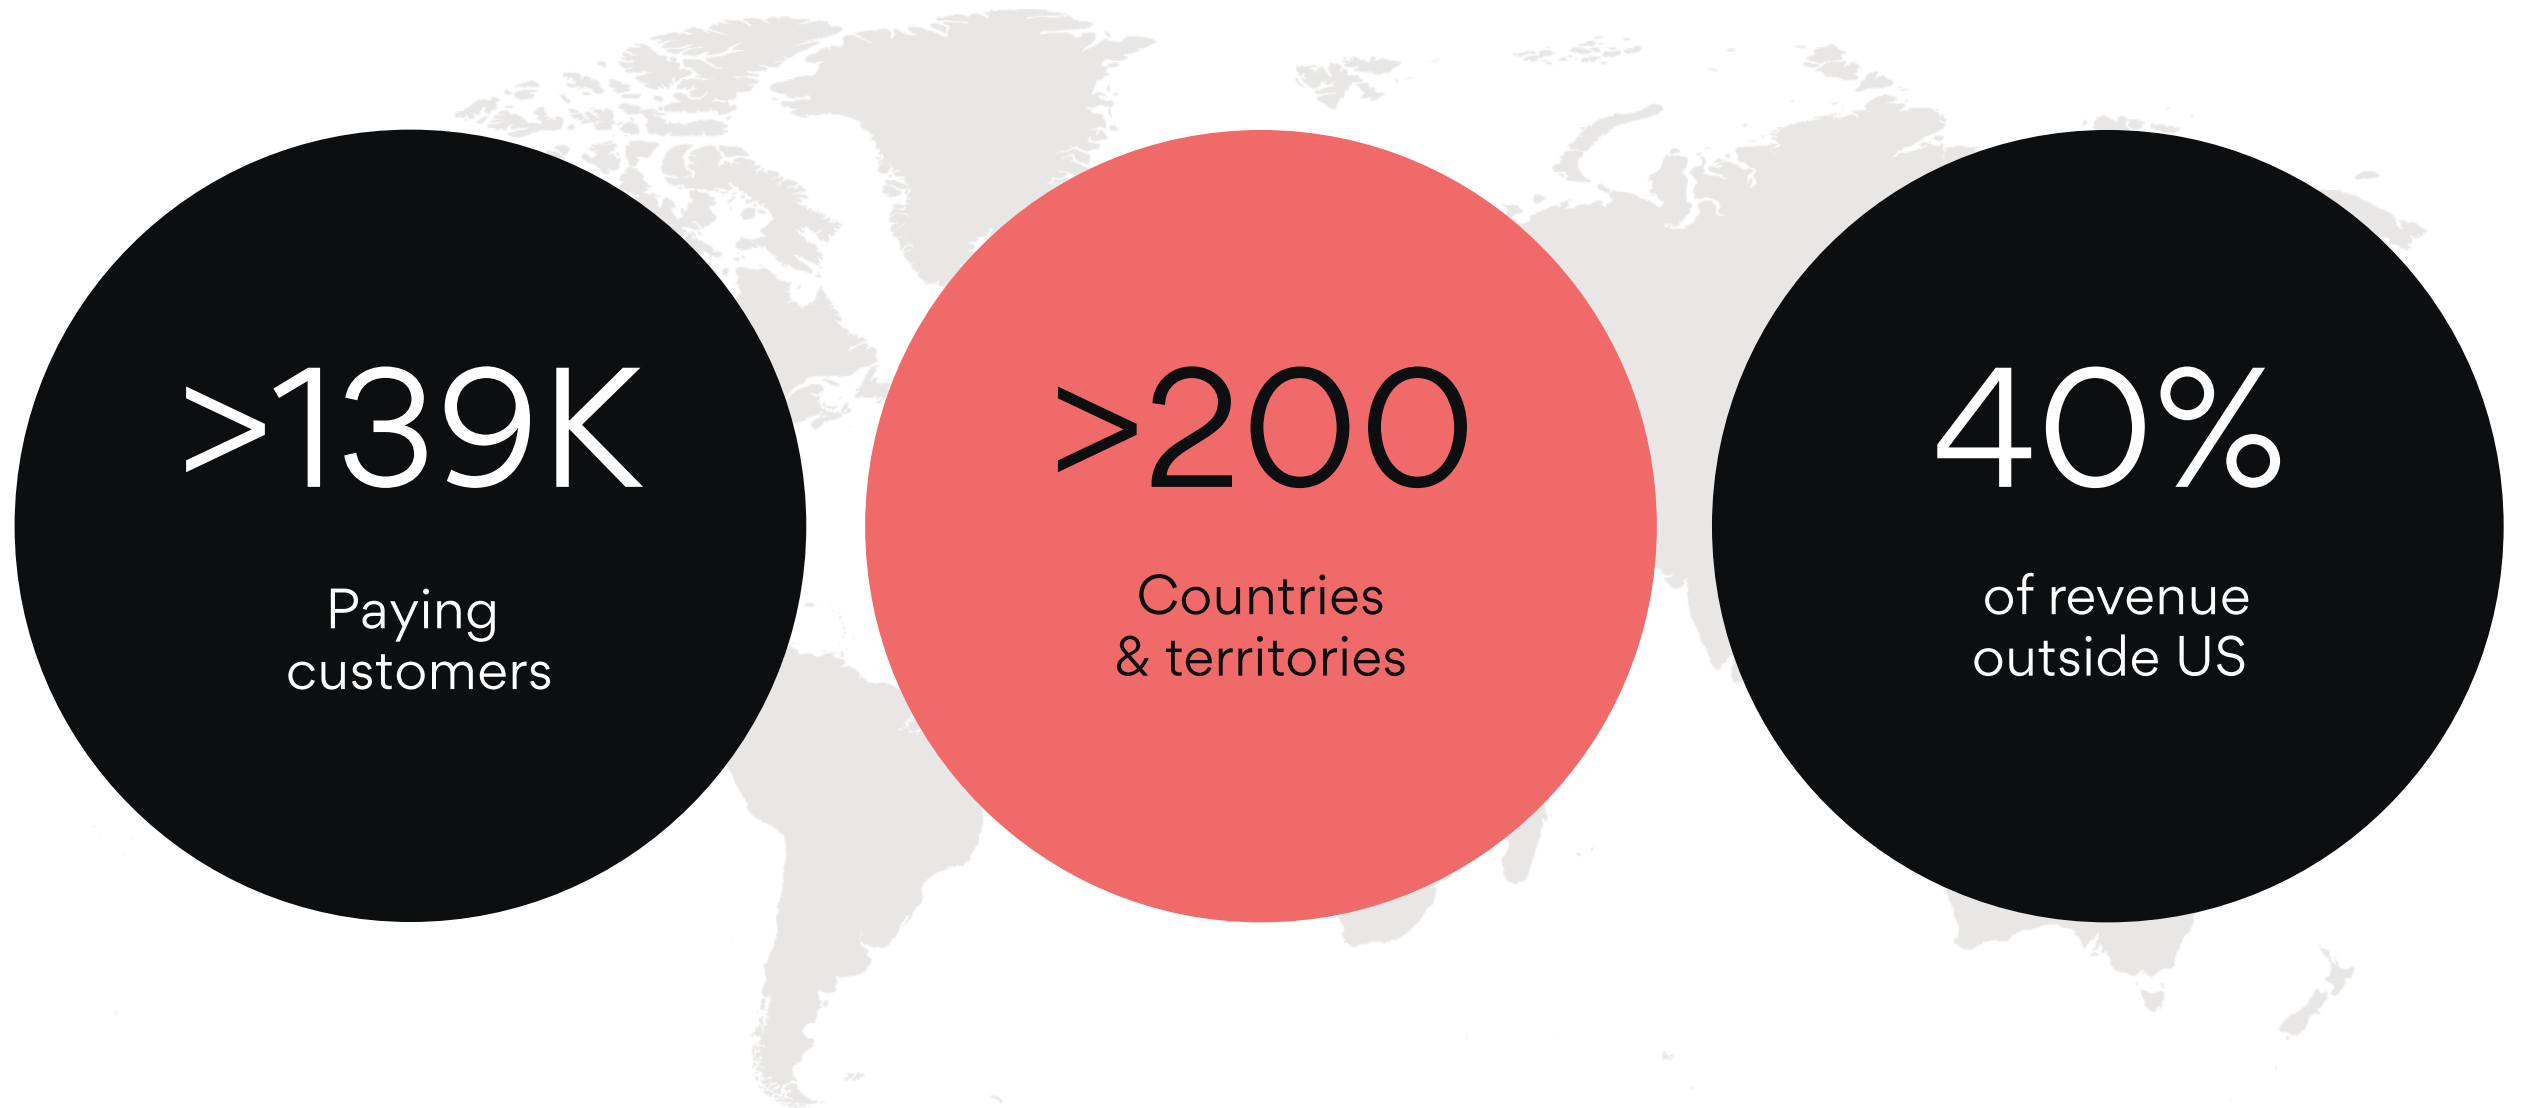 >139K
Paying
customers
>200
Countries
& territories
40%
of revenue
outside US